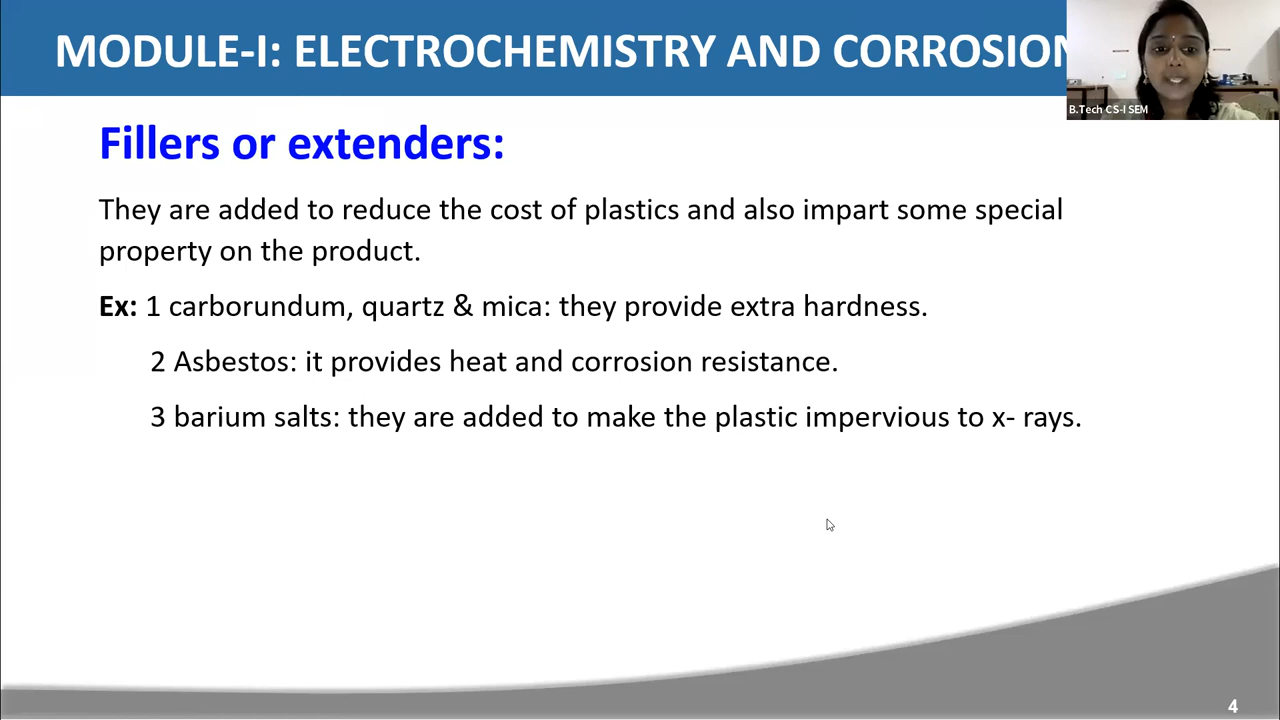 MODULE-I: ELECTROCHEMISTRY AND CORROSION
B.Tech CS-I SEM
Fillers or extenders:
They are added to reduce the cost of plastics and also impart some special
property on the product.
Ex: 1 carborundum, quartz & mica: they provide extra hardness.
2 Asbestos: it provides heat and corrosion resistance.
3 barium salts: they are added to make the plastic impervious to x- rays.
4